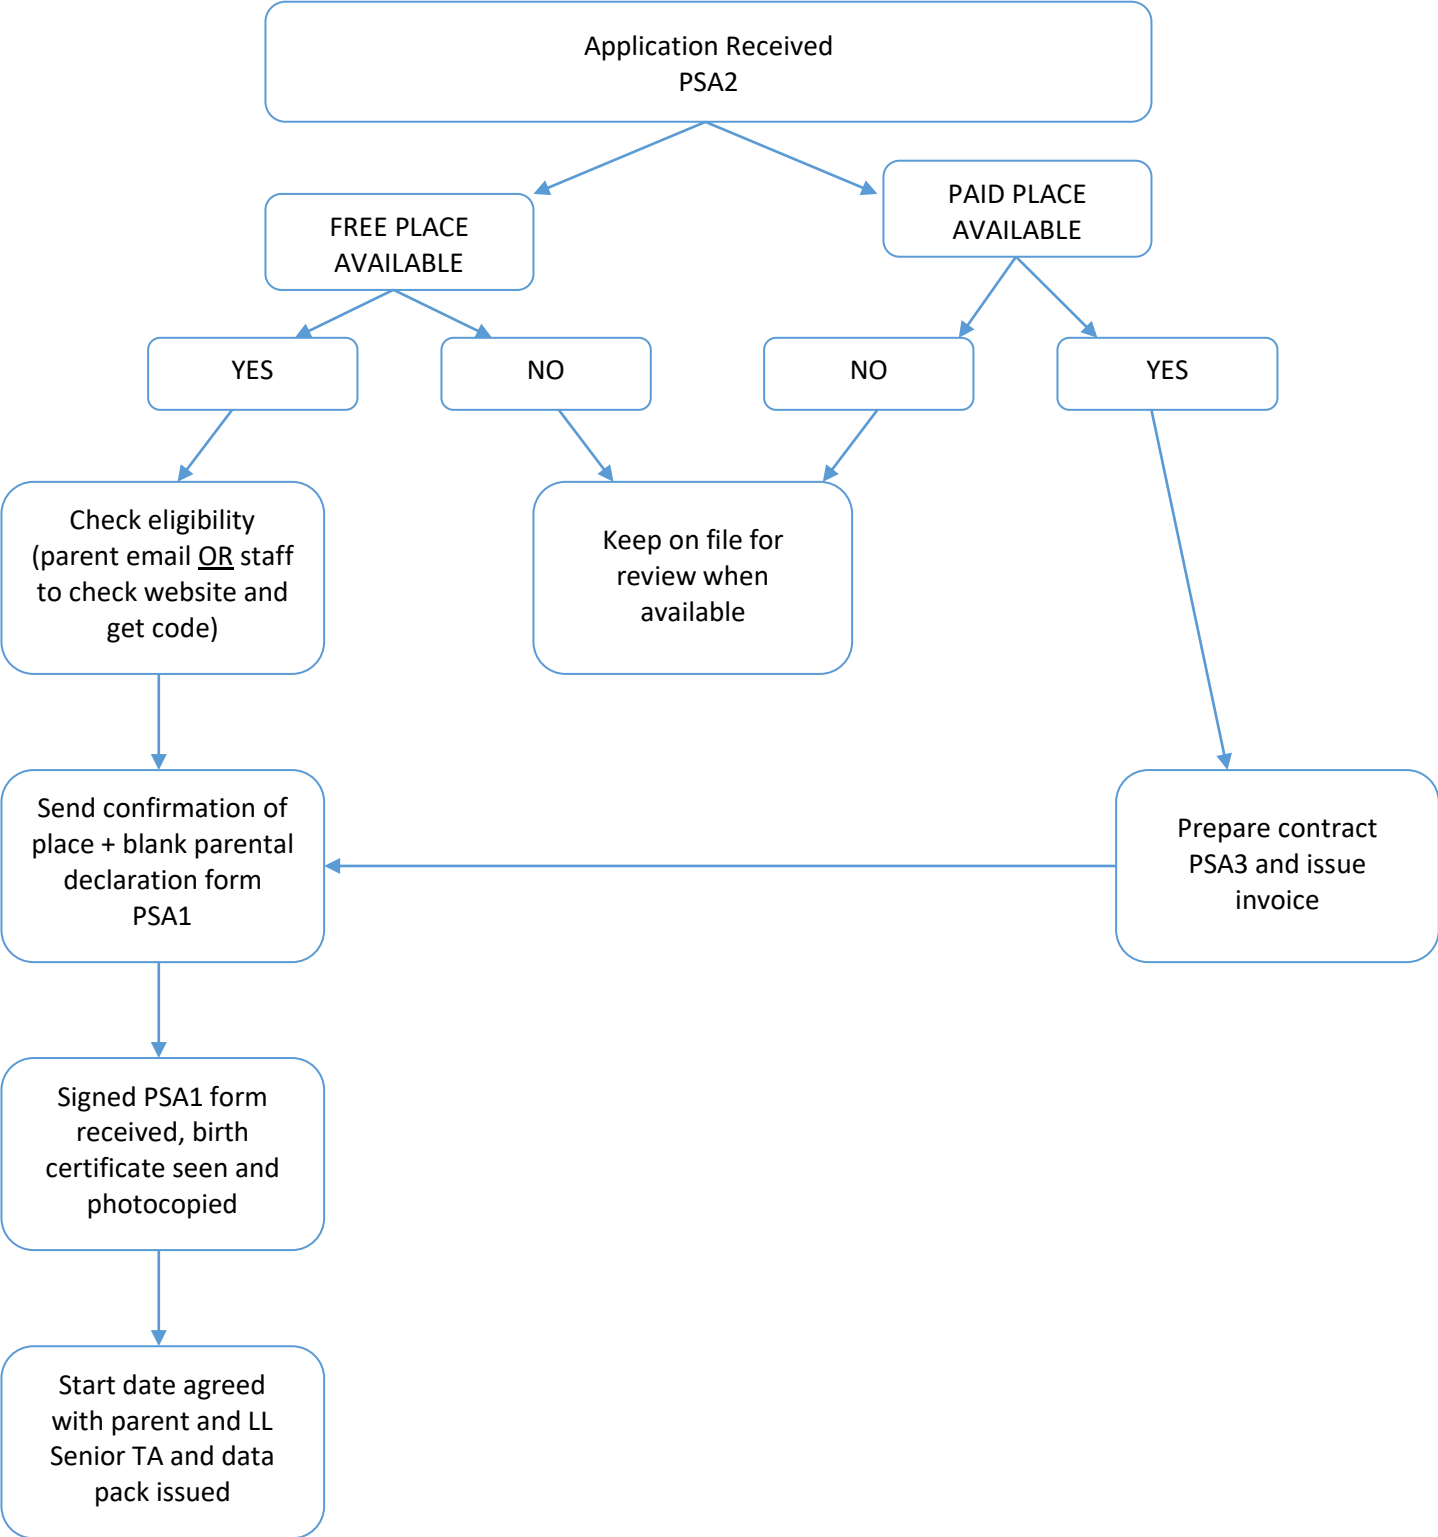 Application Received
PSA2
FREE PLACE
AVAILABLE
PAID PLACE
AVAILABLE
YES
NO
NO
YES
Check eligibility
(parent email OR staff
to check website and
get code)
Keep on file for
review when
available
Send confirmation of
place + blank parental
declaration form
PSA1
Prepare contract
PSA3 and issue
invoice
Signed PSA1 form
received, birth
certificate seen and
photocopied
Start date agreed
with parent and LL
Senior TA and data
pack issued